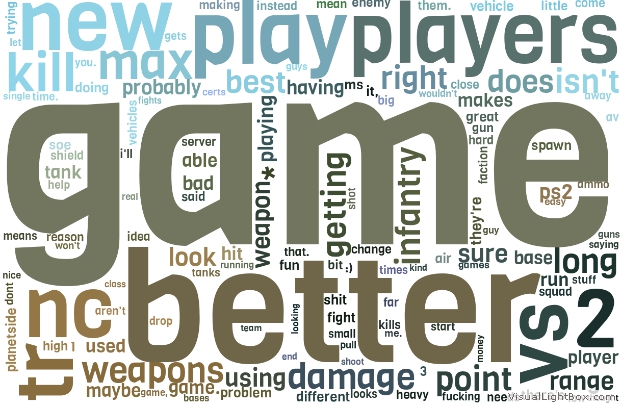 trying
making instead mean enemy them. vehicle little come
new gets play players
let
kill max you. guys
best having ms it, right close does isn't
doing probably certs big wouldn't
single time. fights makes away
vehicles playing great av
gun
hard
faction
game
soe server spawn
shield i'll able
tank bad ps2 ammo
help said easy
real weapon * getting shot infantry they're guy
means reason idea guns
won't look hit that. change air sure base saying
running fun bit :) times kind games long
tanks
nice class run stuff
planetside dont nc aren't better shit far squad
drop looking fight vs 2
team small kills start
me.
high 1 used pull money player
end shoot
tr weapons using damage point range
maybe game, game. problem different looks heavy 3 fucking nee
bases
VisualLightBox.com